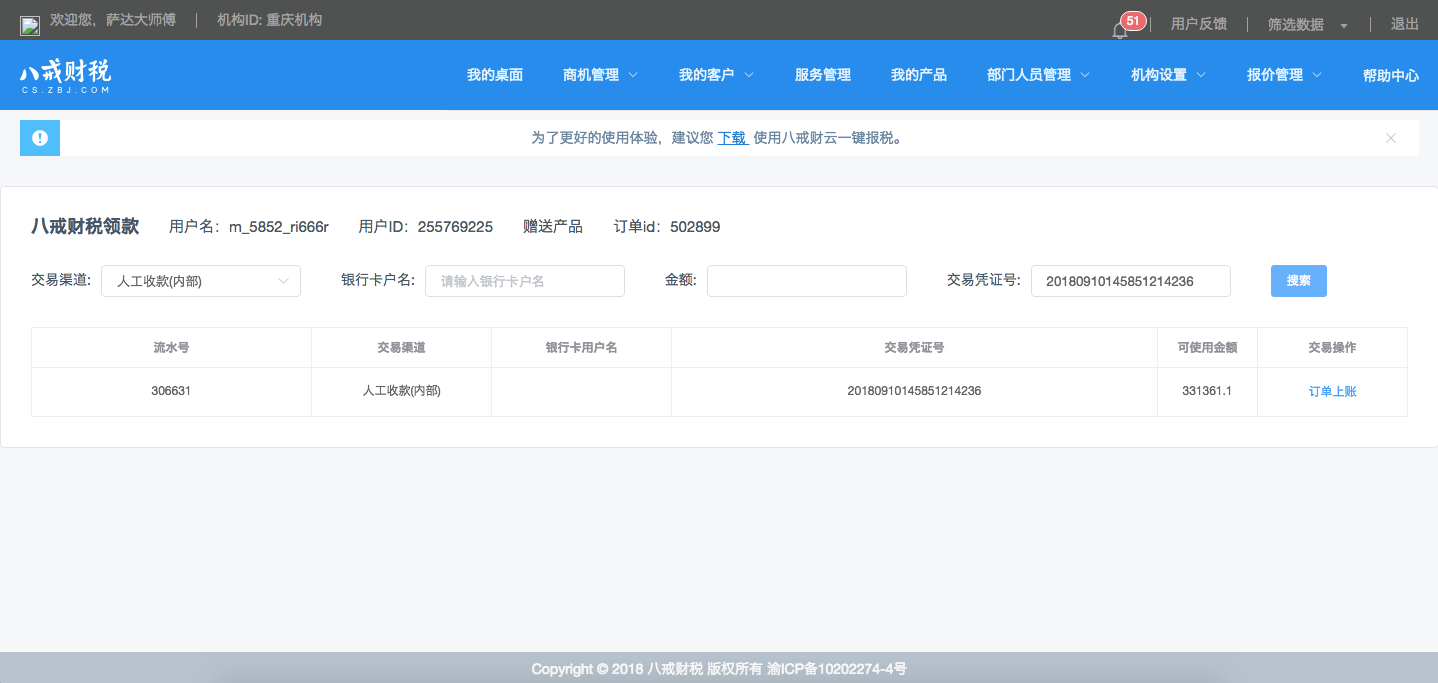 欢迎您，萨达大师傅 | 机构ID: 重庆机构 51 | 用户反馈 | 筛选数据 | 退出
八戒财税 我的桌面 商机管理 我的客户 服务管理 我的产品 部门人员管理 机构设置 报价管理 帮助中心
CS.ZBJ.COM
为了更好的使用体验，建议您 下载 使用八戒财云一键报税。
八戒财税领款 用户名：m_5852_ri666r 用户ID：255769225 赠送产品 订单id：502899
交易渠道: 人工收款(内部) 银行卡户名: 请输入银行卡户名 金额: 交易凭证号: 20180910145851214236 搜索
流水号 交易渠道 银行卡用户名 交易凭证号 可使用金额 交易操作
306631 人工收款(内部) 20180910145851214236 331361.1 订单上账
Copyright © 2018 八戒财税 版权所有 渝ICP备10202274-4号